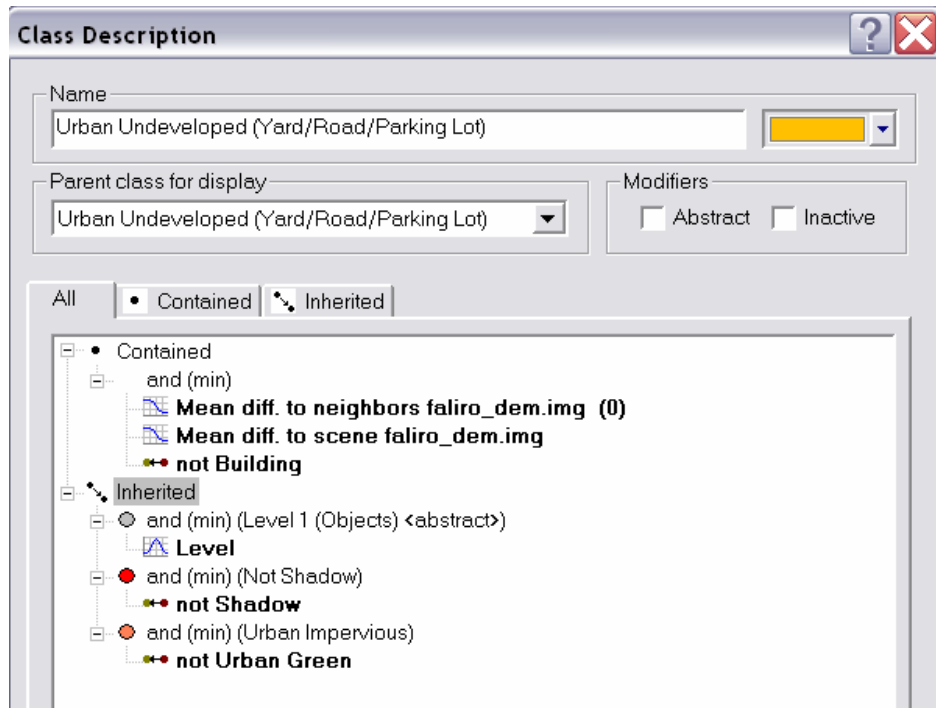 Class Description
Name
Urban Undeveloped (Yard/Road/Parking Lot)
Parent class for display
Urban Undeveloped (Yard/Road/Parking Lot)
Modifiers
Abstract Inactive
All Contained Inherited
Contained
and (min)
Mean diff. to neighbors faliro_dem.img (0)
Mean diff. to scene faliro_dem.img
not Building
Inherited
and (min) (Level 1 (Objects) <abstract>)
Level
and (min) (Not Shadow)
not Shadow
and (min) (Urban Impervious)
not Urban Green